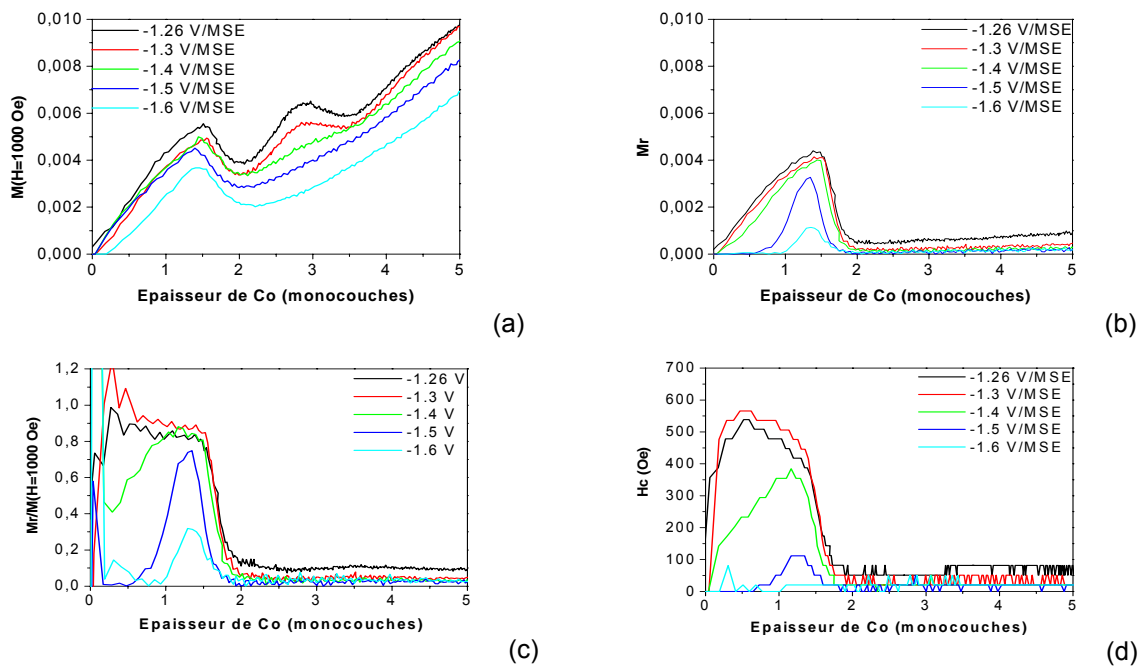 0,010
0,008
0,006
0,004
0,002
0,000
M(H=1000 Oe)
-1.26 V/MSE
-1.3 V/MSE
-1.4 V/MSE
-1.5 V/MSE
-1.6 V/MSE
0 1 2 3 4 5
Epaisseur de Co (monocouches)
(a)
0,010
0,008
0,006
0,004
0,002
0,000
Mr
-1.26 V/MSE
-1.3 V/MSE
-1.4 V/MSE
-1.5 V/MSE
-1.6 V/MSE
0 1 2 3 4 5
Epaisseur de Co (monocouches)
(b)
1,2
1,0
0,8
0,6
0,4
0,2
0,0
Mr/M(H=1000 Oe)
-1.26 V
-1.3 V
-1.4 V
-1.5 V
-1.6 V
0 1 2 3 4 5
Epaisseur de Co (monocouches)
(c)
700
600
500
400
300
200
100
0
Hc (Oe)
-1.26 V/MSE
-1.3 V/MSE
-1.4 V/MSE
-1.5 V/MSE
-1.6 V/MSE
0 1 2 3 4 5
Epaisseur de Co (monocouches)
(d)